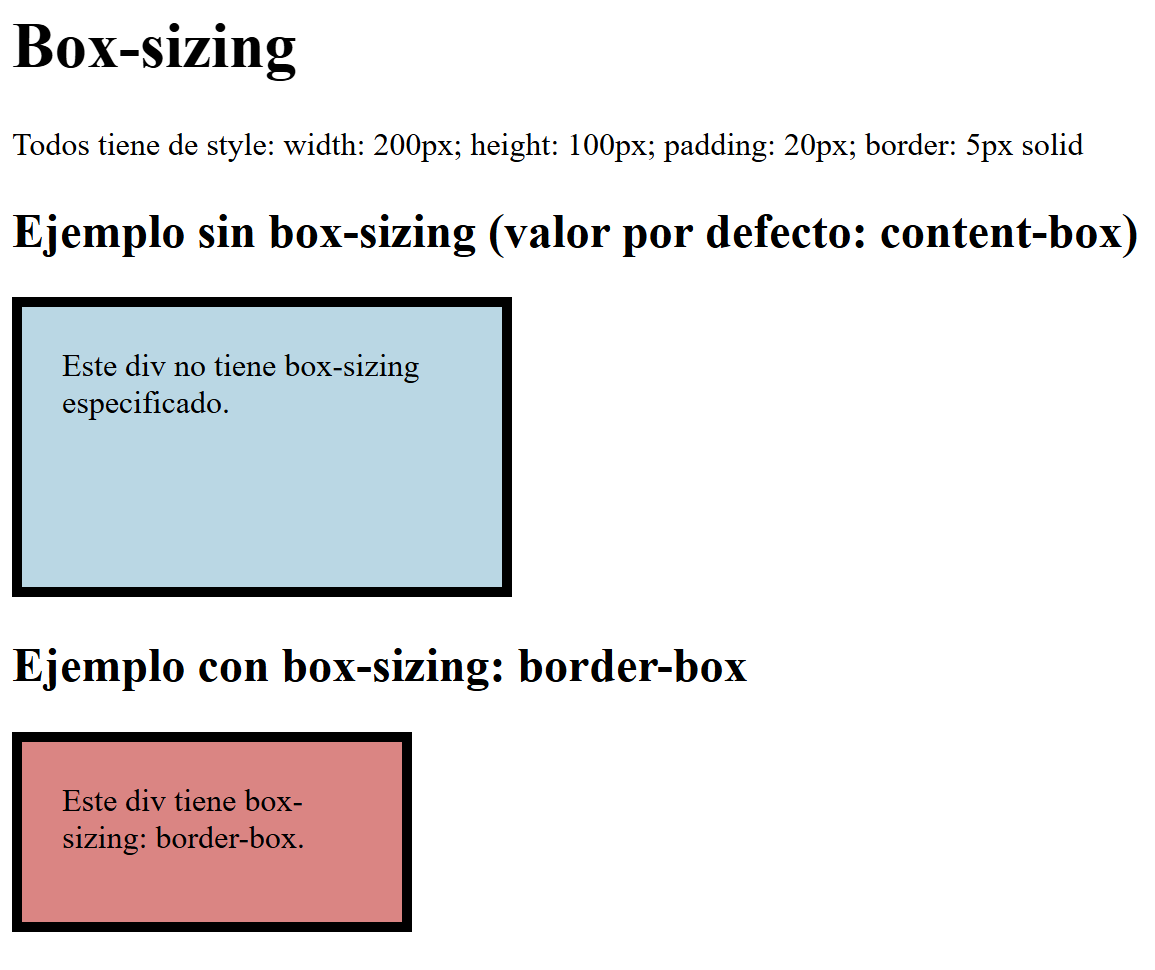 Box-sizing
Todos tiene de style: width: 200px; height: 100px; padding: 20px; border: 5px solid
Ejemplo sin box-sizing (valor por defecto: content-box)
Este div no tiene box-sizing
especificado.
Ejemplo con box-sizing: border-box
Este div tiene box-
sizing: border-box.